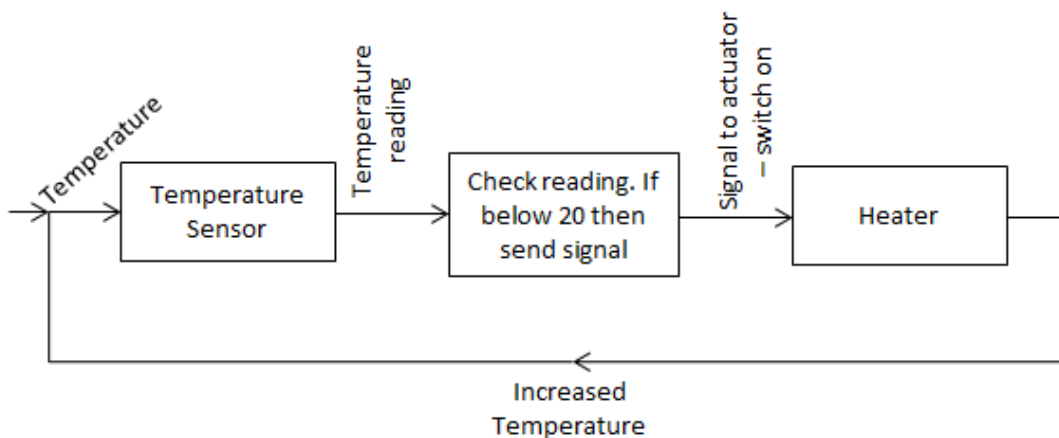 Temperature
Temperature
Sensor
Temperature
reading
Check reading. If
below 20 then
send signal
Signal to actuator
– switch on
Heater
Increased
Temperature